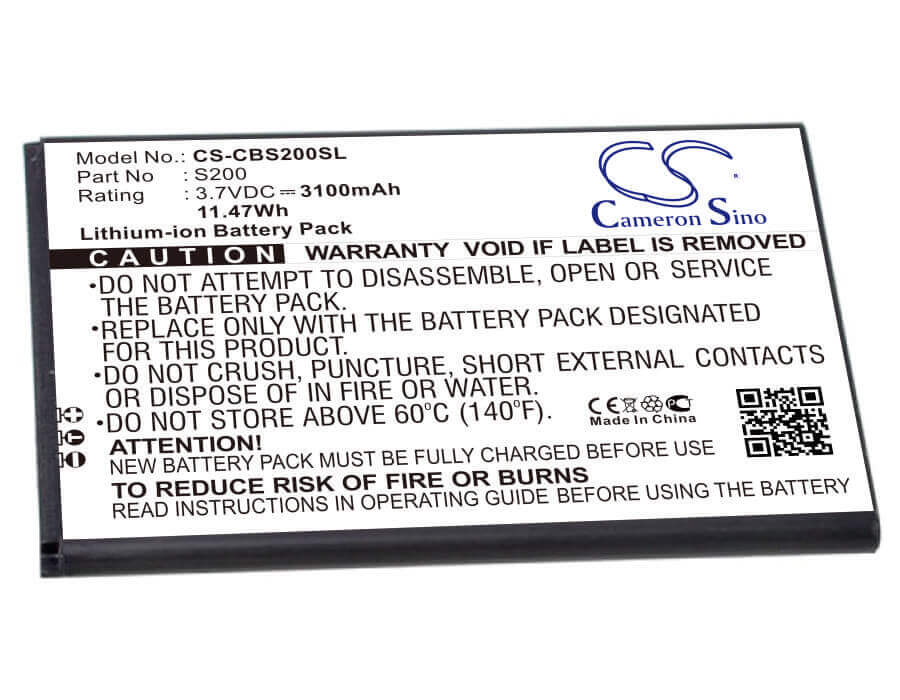 Model No.: CS-CBS200SL
Part No : S200
Rating : 3.7VDC⎓3100mAh
11.47Wh
Lithium-ion Battery Pack
CS
Cameron Sino
CAUTION WARRANTY VOID IF LABEL IS REMOVED
•DO NOT ATTEMPT TO DISASSEMBLE, OPEN OR SERVICE
THE BATTERY PACK.
•REPLACE ONLY WITH THE BATTERY PACK DESIGNATED
FOR THIS PRODUCT.
•DO NOT CRUSH, PUNCTURE, SHORT EXTERNAL CONTACTS
OR DISPOSE OF IN FIRE OR WATER.
•DO NOT STORE ABOVE 60°C (140°F).
CE
Made In China
ATTENTION!
NEW BATTERY PACK MUST BE FULLY CHARGED BEFORE USE
TO REDUCE RISK OF FIRE OR BURNS
READ INSTRUCTIONS IN OPERATING GUIDE BEFORE USING THE BATTERY